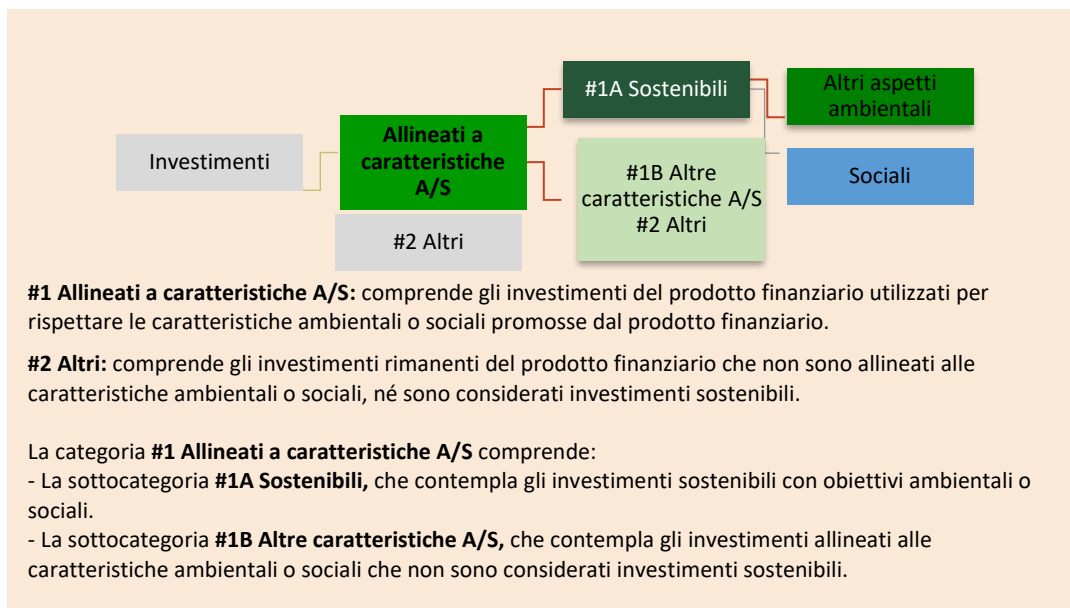 Investimenti
Allineati a
caratteristiche
A/S
#2 Altri
#1A Sostenibili
#1B Altre
caratteristiche A/S
#2 Altri
Altri aspetti
ambientali
Sociali
#1 Allineati a caratteristiche A/S: comprende gli investimenti del prodotto finanziario utilizzati per
rispettare le caratteristiche ambientali o sociali promosse dal prodotto finanziario.
#2 Altri: comprende gli investimenti rimanenti del prodotto finanziario che non sono allineati alle
caratteristiche ambientali o sociali, né sono considerati investimenti sostenibili.
La categoria #1 Allineati a caratteristiche A/S comprende:
- La sottocategoria #1A Sostenibili, che contempla gli investimenti sostenibili con obiettivi ambientali o
sociali.
- La sottocategoria #1B Altre caratteristiche A/S, che contempla gli investimenti allineati alle
caratteristiche ambientali o sociali che non sono considerati investimenti sostenibili.